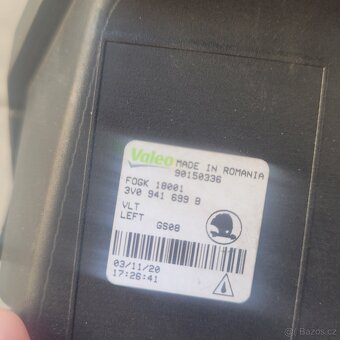 Valeo MADE IN ROMANIA
90150336
FOGK 18001
3V0 941 699 B
VLT
LEFT GS08
03/11/20
17:26:41
Bazoš.cz